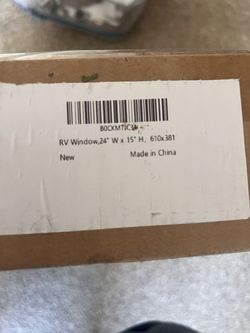 RV Window,24" W x 15" H, 610x381
New Made in China